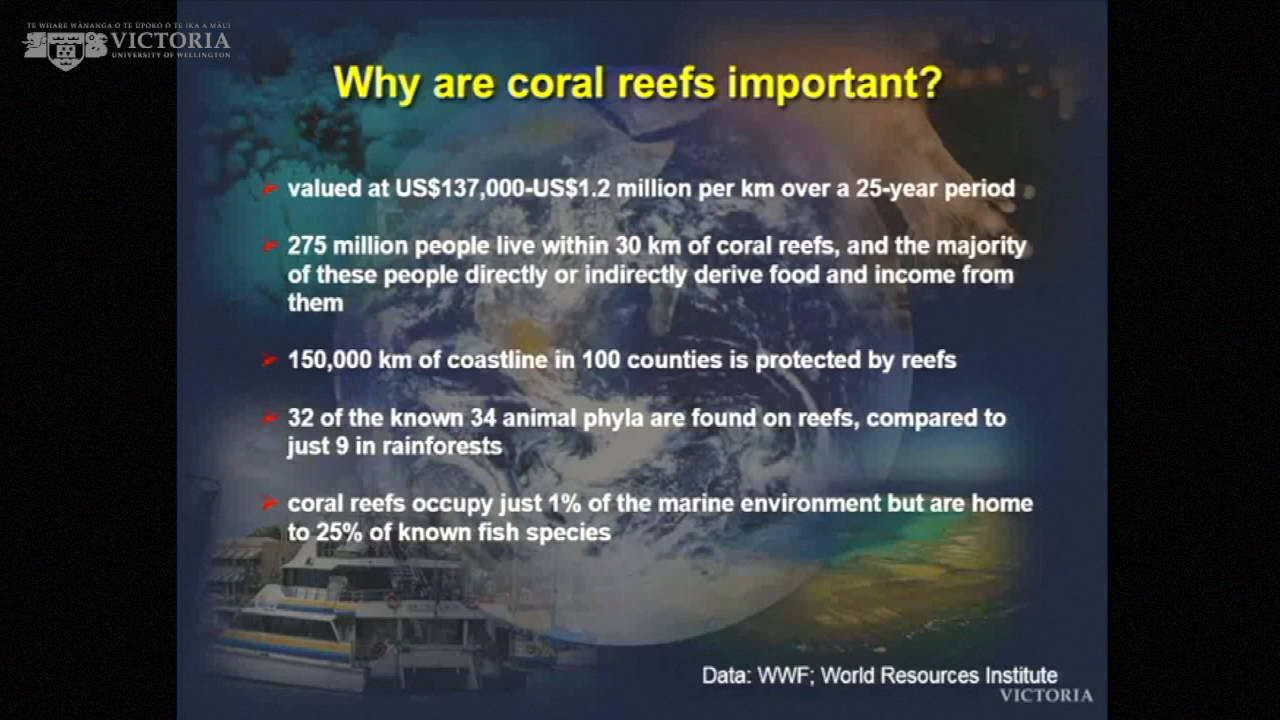 TE WHARE WĀNANGA O TE ŪPOKO O TE IKA A MĀUI
VICTORIA
UNIVERSITY OF WELLINGTON
Why are coral reefs important?
valued at US$137,000-US$1.2 million per km over a 25-year period
275 million people live within 30 km of coral reefs, and the majority
of these people directly or indirectly derive food and income from
them
150,000 km of coastline in 100 counties is protected by reefs
32 of the known 34 animal phyla are found on reefs, compared to
just 9 in rainforests
coral reefs occupy just 1% of the marine environment but are home
to 25% of known fish species
Data: WWF; World Resources Institute
VICTORIA